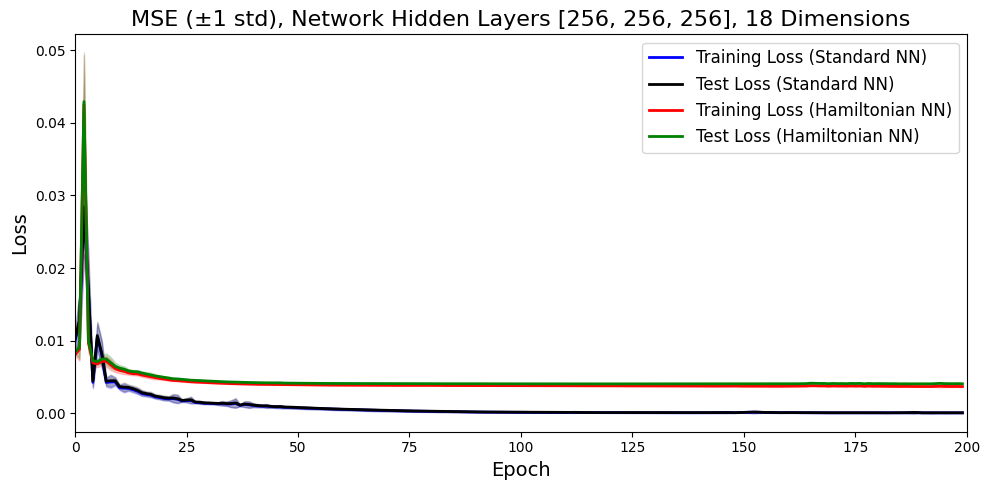 MSE (±1 std), Network Hidden Layers [256, 256, 256], 18 Dimensions
Loss
0.05
0.04
0.03
0.02
0.01
0.00
Training Loss (Standard NN)
Test Loss (Standard NN)
Training Loss (Hamiltonian NN)
Test Loss (Hamiltonian NN)
0 25 50 75 100 125 150 175 200
Epoch